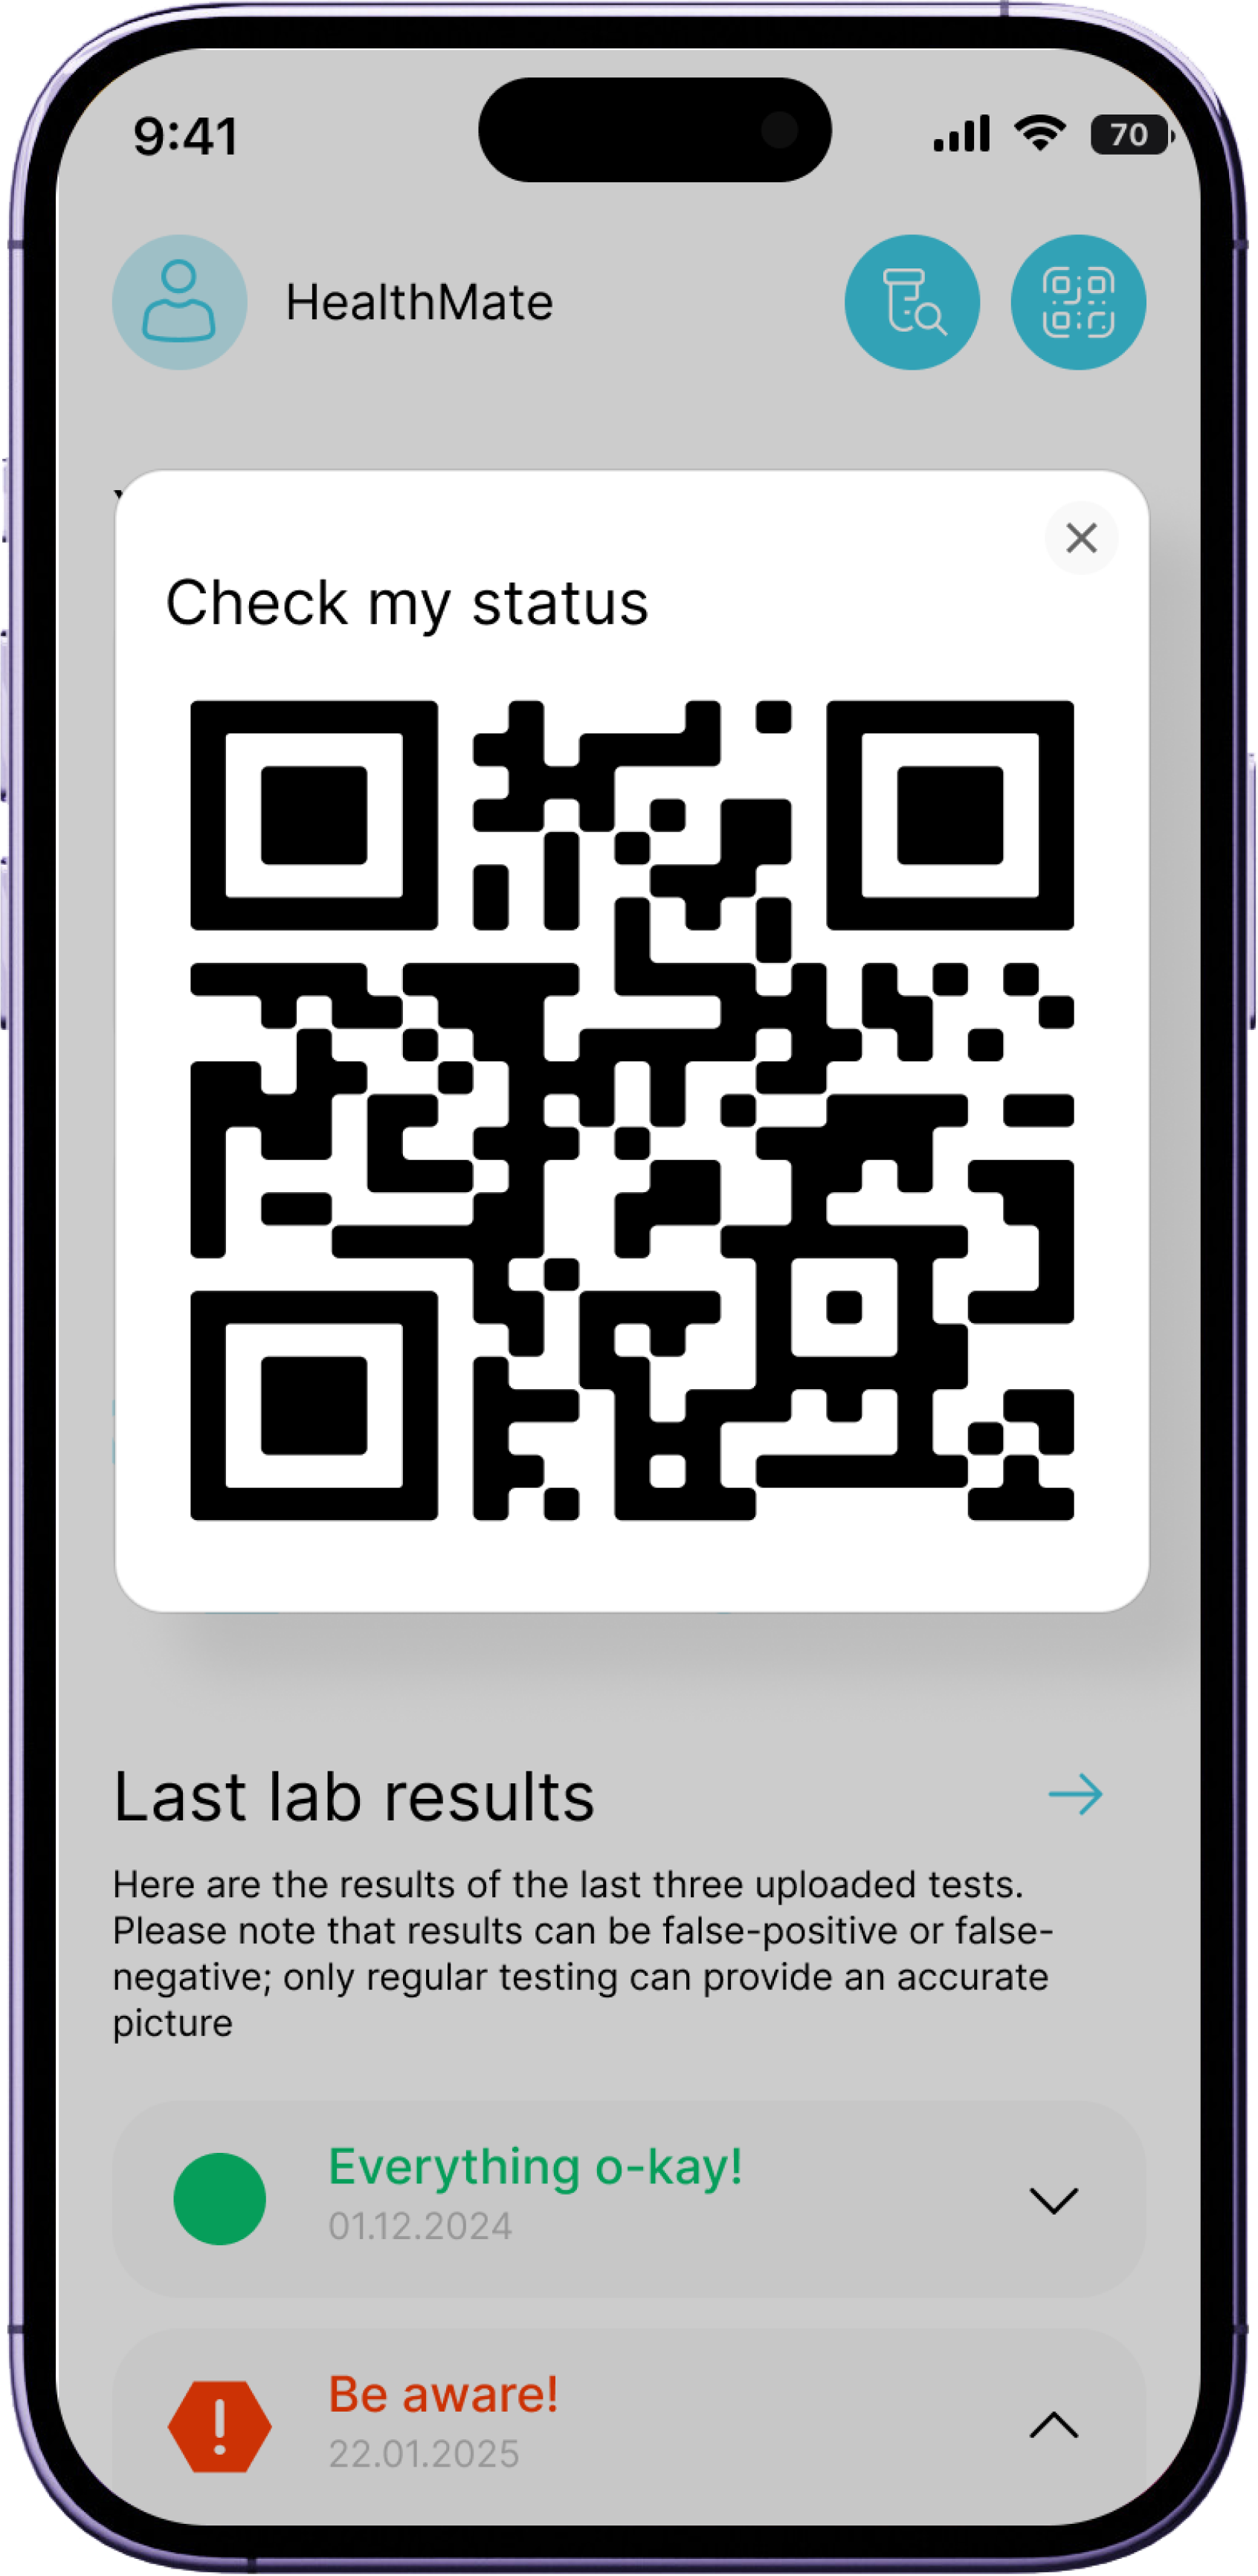 9:41
70
HealthMate
Check my status
Last lab results
Here are the results of the last three uploaded tests.
Please note that results can be false-positive or false-
negative; only regular testing can provide an accurate
picture
Everything o-kay!
01.12.2024
Be aware!
22.01.2025